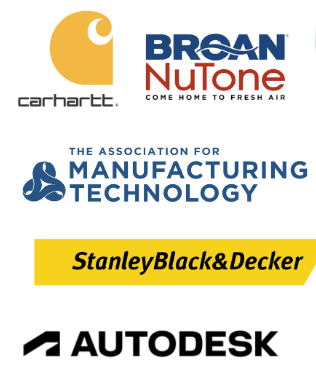 carhartt.
BROAN
NuTone
COME HOME TO FRESH AIR
THE ASSOCIATION FOR
MANUFACTURING
TECHNOLOGY
StanleyBlack&Decker
AUTODESK